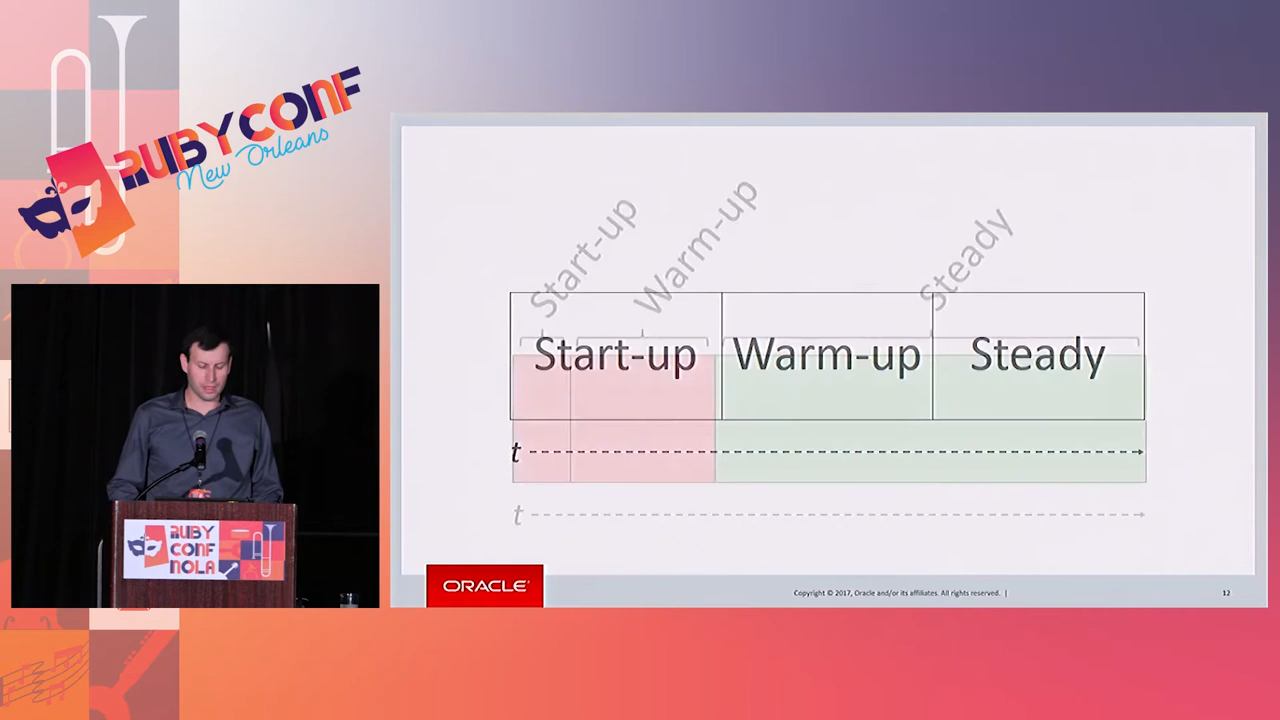 RUBYCONF
New Orleans
Start-up
Warm-up
Steady
Start-up
Warm-up
Steady
t
t
RUBY
CONF
NOLA
ORACLE
Copyright © 2017, Oracle and/or its affiliates. All rights reserved. |
12